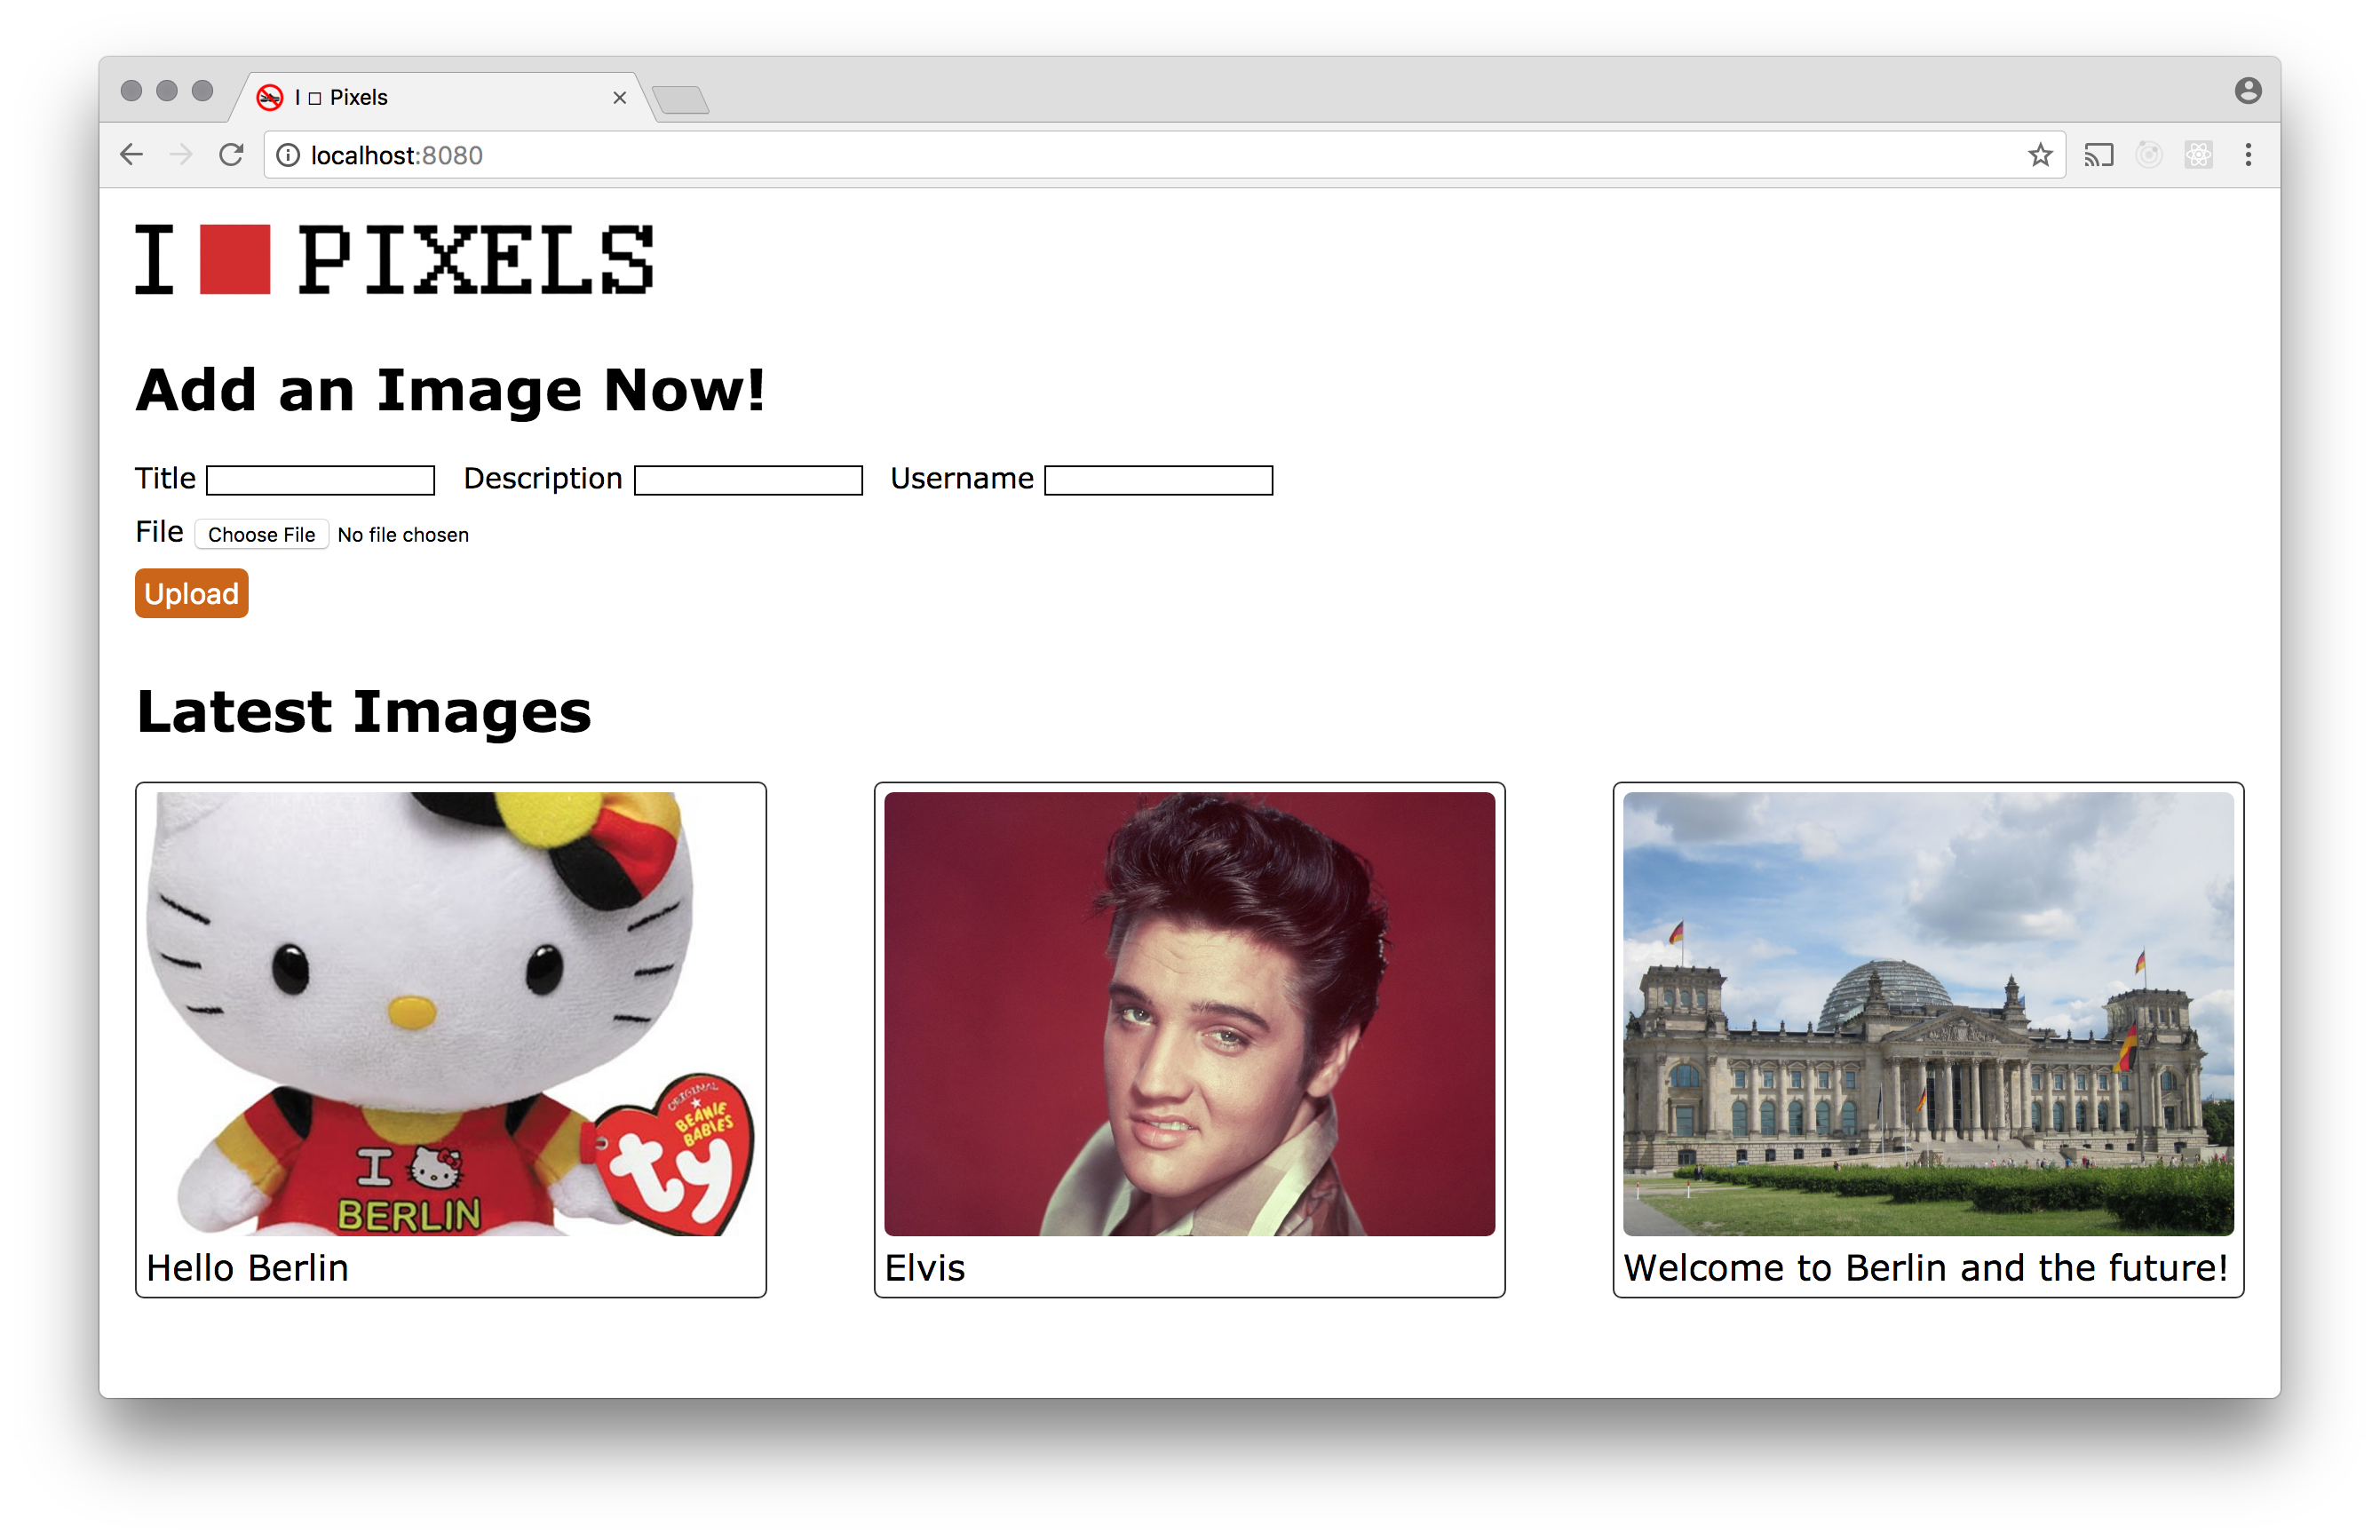 I □ Pixels
localhost:8080
I PIXELS
Add an Image Now!
Title Description Username
File Choose File No file chosen
Upload
Latest Images
ORIGINAL
BEANIE
BABIES
ty
I
BERLIN
Hello Berlin
Elvis
Welcome to Berlin and the future!